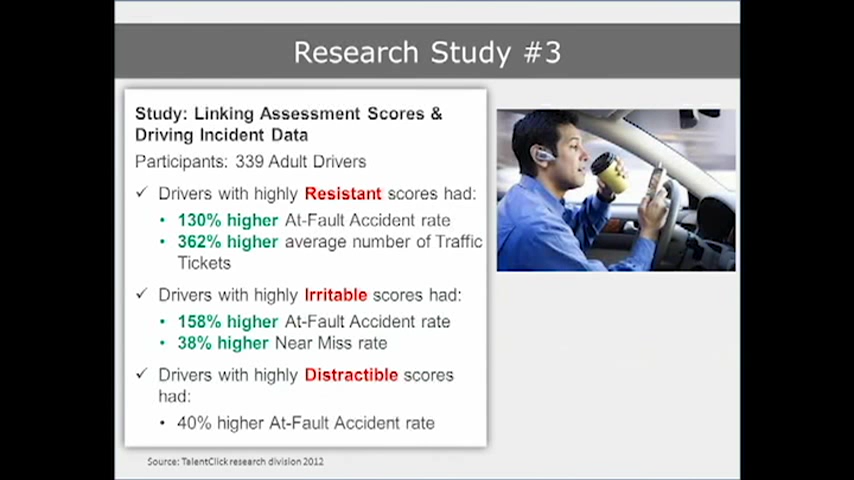 Research Study #3
Study: Linking Assessment Scores &
Driving Incident Data
Participants: 339 Adult Drivers
✓ Drivers with highly Resistant scores had:
• 130% higher At-Fault Accident rate
• 362% higher average number of Traffic
Tickets
✓ Drivers with highly Irritable scores had:
• 158% higher At-Fault Accident rate
• 38% higher Near Miss rate
✓ Drivers with highly Distractible scores
had:
• 40% higher At-Fault Accident rate
Source: TalentClick research division 2012